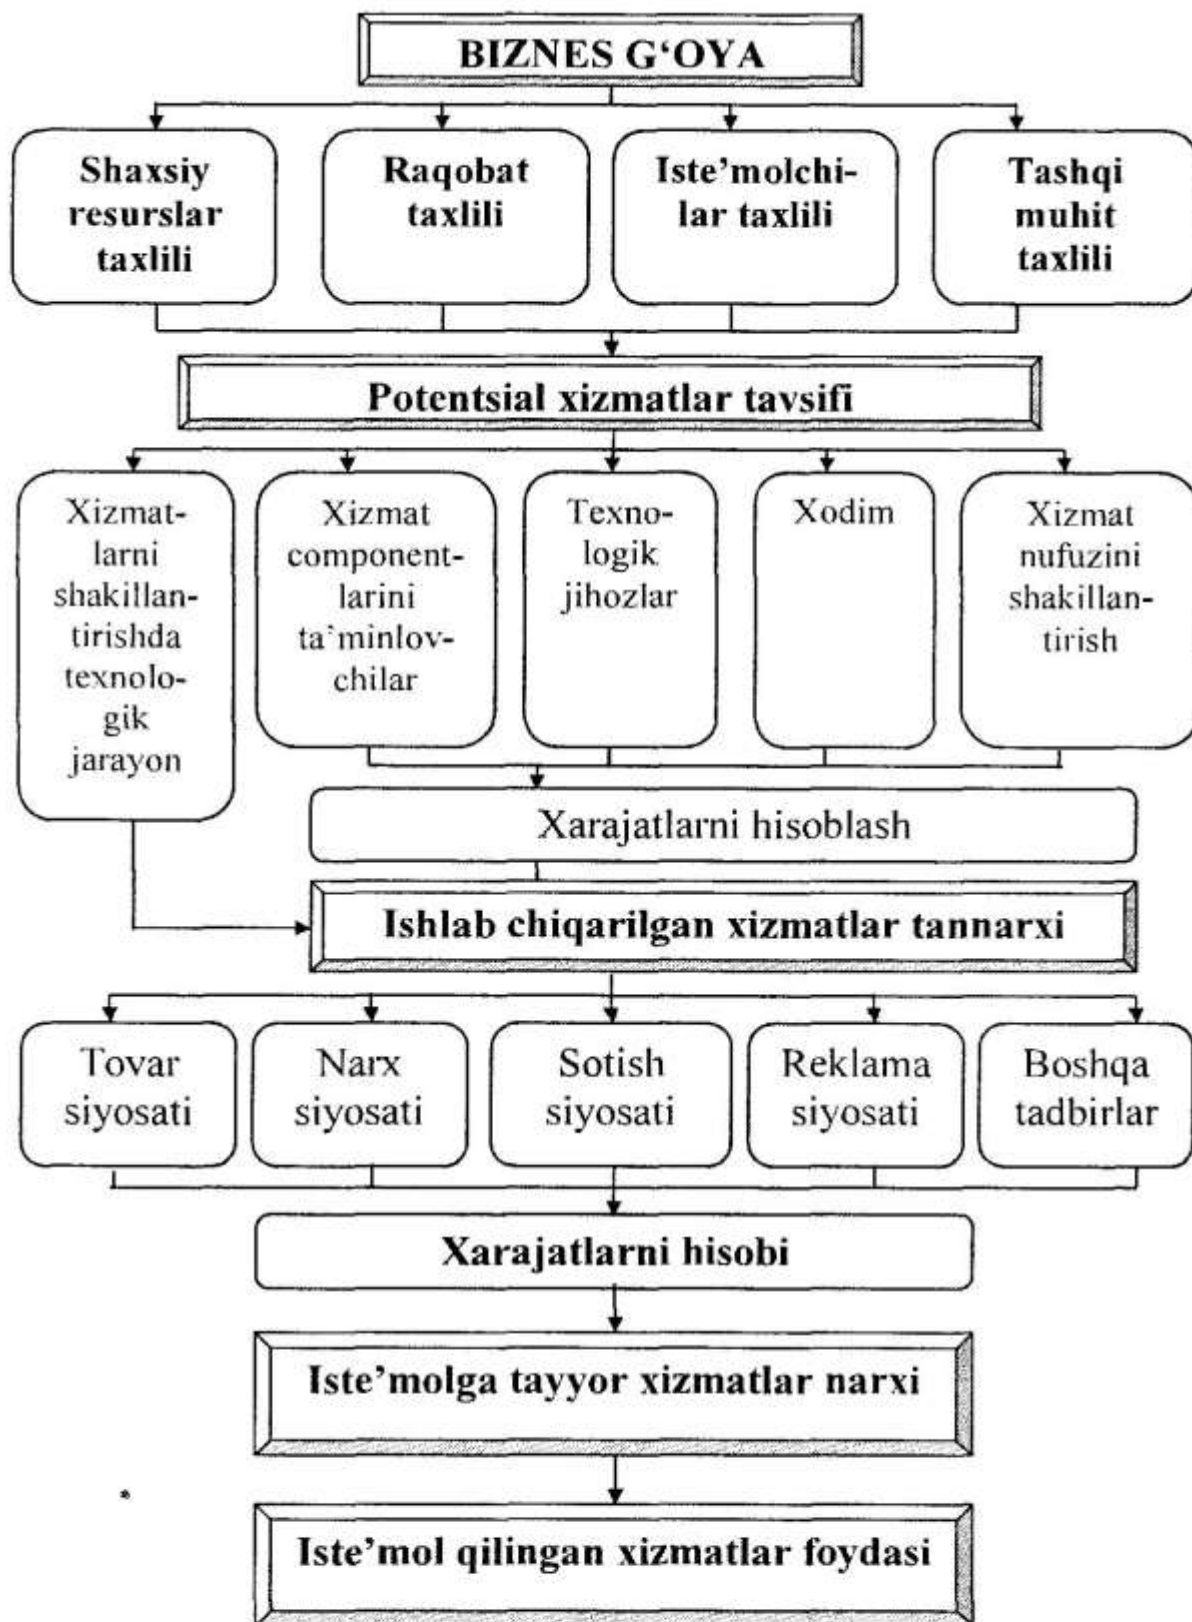 BIZNES G‘OYA
Shaxsiy
resurslar
taxlili
Raqobat
taxlili
Iste’molchi-
lar taxlili
Tashqi
muhit
taxlili
Potentsial xizmatlar tavsifi
Xizmat-
larni
shakillan-
tirishda
texnolo-
gik
jarayon
Xizmat
component-
larini
ta’minlov-
chilar
Texno-
logik
jihozlar
Xodim
Xizmat
nufuzini
shakillan-
tirish
Xarajatlarni hisoblash
Ishlab chiqarilgan xizmatlar tannarxi
Tovar
siyosati
Narx
siyosati
Sotish
siyosati
Reklama
siyosati
Boshqa
tadbirlar
Xarajatlarni hisobi
Iste’molga tayyor xizmatlar narxi
Iste’mol qilingan xizmatlar foydasi